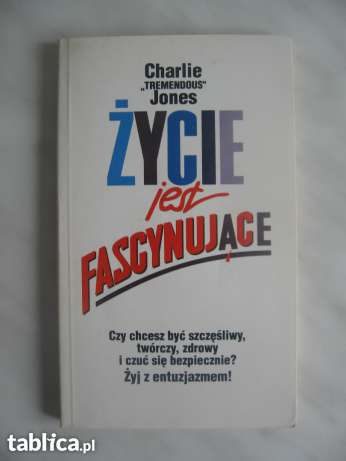 Charlie
„TREMENDOUS"
Jones
ŻYCIE
jest
FASCYNUJĄCE
Czy chcesz być szczęśliwy,
twórczy, zdrowy
i czuć się bezpiecznie?
Żyj z entuzjazmem!
tablica.pl